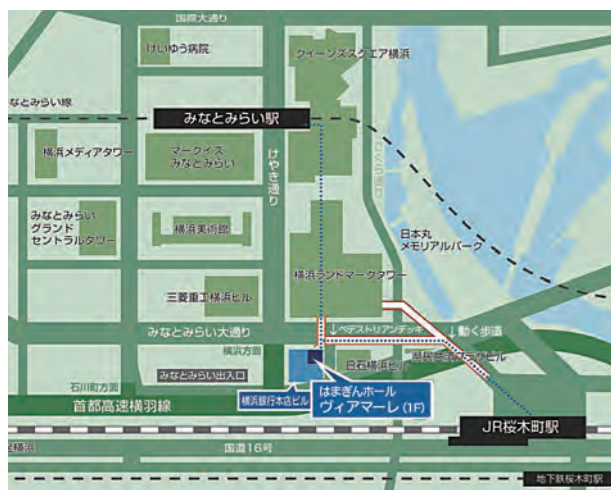 国際大通り
けいゆう病院
クイーンズスクエア横浜
なとみらい線
みなとみらい駅
横浜メディアタワー
マークイズ
みなとみらい
けやき通り
みなとみらい
グランド
セントラルタワー
横浜美術館
日本丸
メモリアルパーク
横浜ランドマークタワー
三菱重工横浜ビル
みなとみらい大通り
↓ペデストリアンデッキ
↓動く歩道
横浜方面
日石横浜ビル
石川町方面
みなとみらい出入口
横浜銀行本店ビル
はまぎんホール
ヴィアマーレ(1F)
首都高速横羽線
JR桜木町駅
国道16号
地下鉄桜木町駅